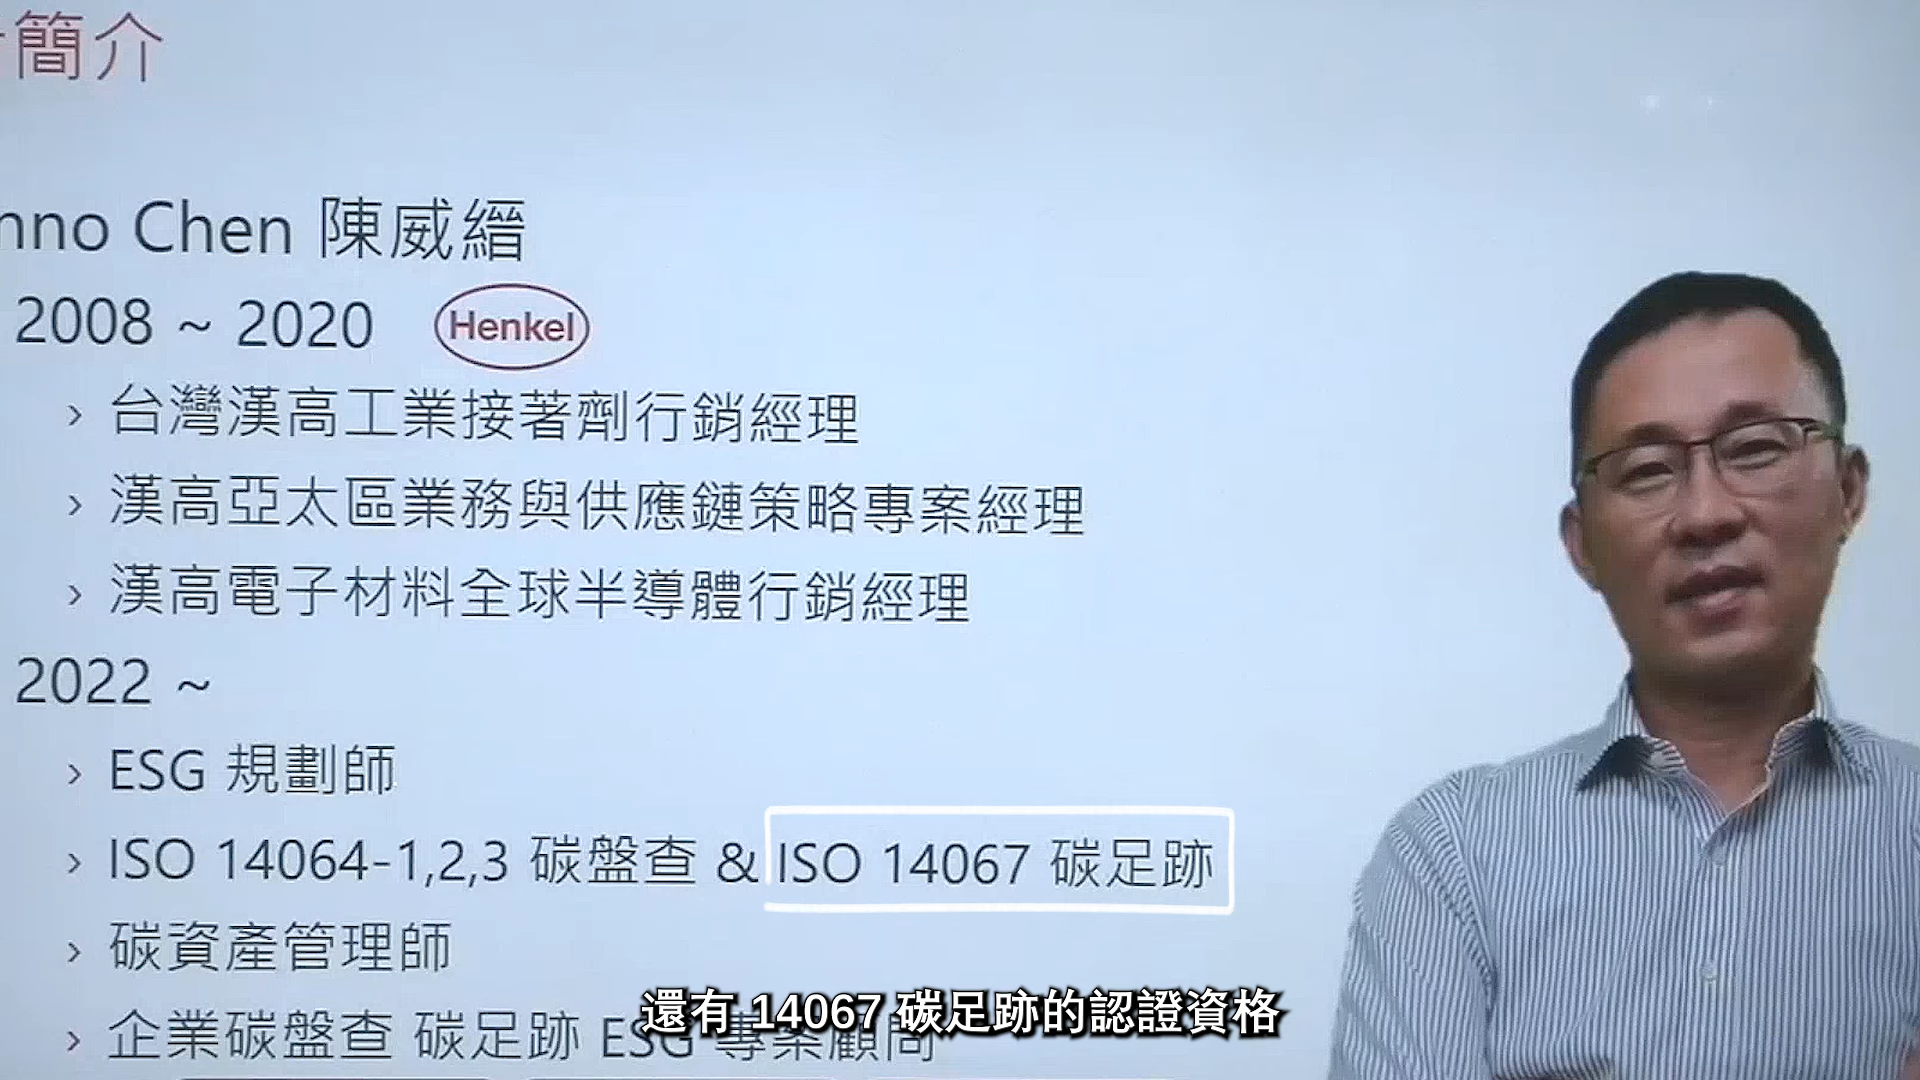 簡介
nno Chen 陳威縉
2008 ~ 2020 Henkel
› 台灣漢高工業接著劑行銷經理
› 漢高亞太區業務與供應鏈策略專案經理
› 漢高電子材料全球半導體行銷經理
2022 ~
› ESG 規劃師
› ISO 14064-1,2,3 碳盤查 & ISO 14067 碳足跡
› 碳資產管理師
› 企業碳盤查 碳足跡 ESG 專案顧問
還有 14067 碳足跡的認證資格